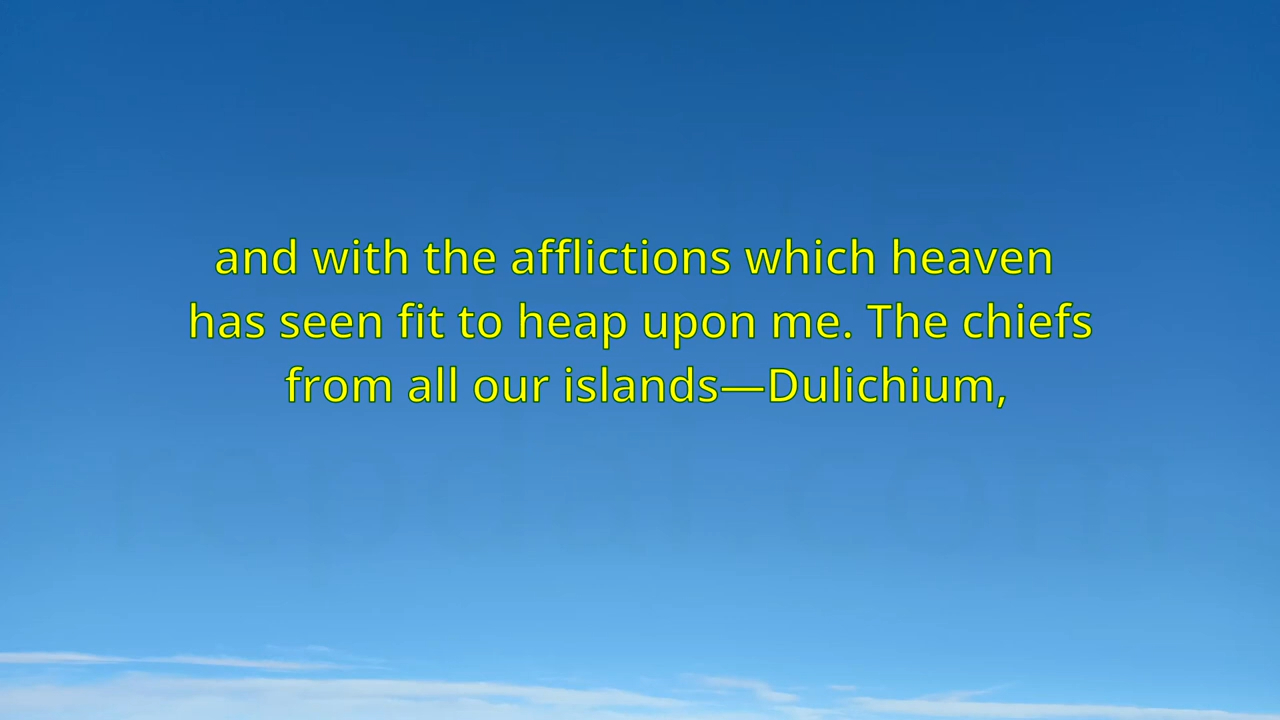 and with the afflictions which heaven
has seen fit to heap upon me. The chiefs
from all our islands—Dulichium,